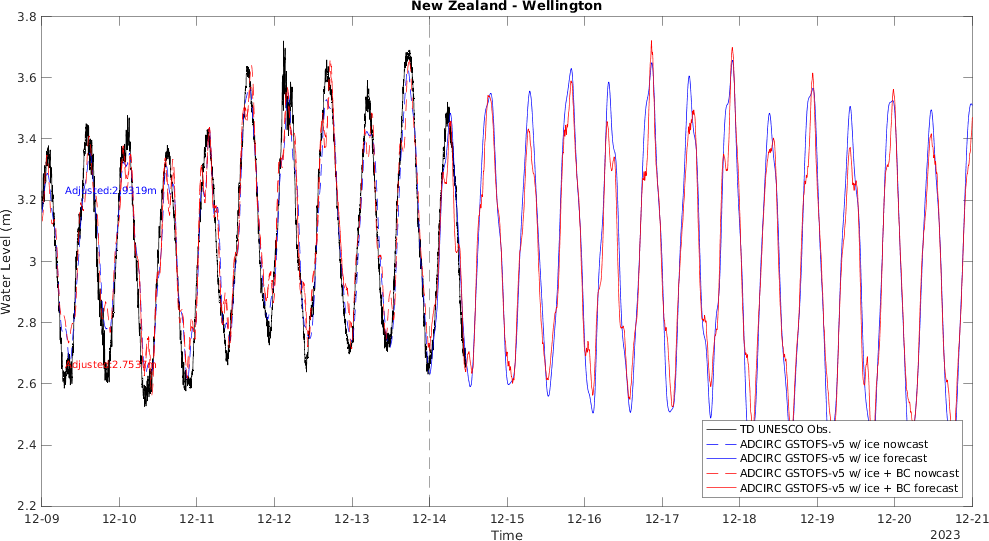 New Zealand - Wellington
3.8
3.6
3.4
3.2
3
2.8
2.6
2.4
2.2
Water Level (m)
Adjusted:2.9319m
TD UNESCO Obs.
ADCIRC GSTOFS-v5 w/ ice nowcast
ADCIRC GSTOFS-v5 w/ ice forecast
ADCIRC GSTOFS-v5 w/ ice + BC nowcast
ADCIRC GSTOFS-v5 w/ ice + BC forecast
12-09 12-10 12-11 12-12 12-13 12-14 12-15 12-16 12-17 12-18 12-19 12-20 12-21
Time
2023